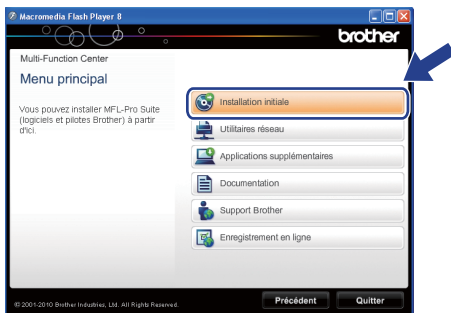 Macromedia Flash Player 8
brother
Multi-Function Center
Menu principal
Vous pouvez installer MFL-Pro Suite
(logiciels et pilotes Brother) à partir
d'ici.
Installation initiale
Utilitaires réseau
Applications supplémentaires
Documentation
Support Brother
Enregistrement en ligne
© 2001-2010 Brother Industries, Ltd. All Rights Reserved.
Précédent
Quitter